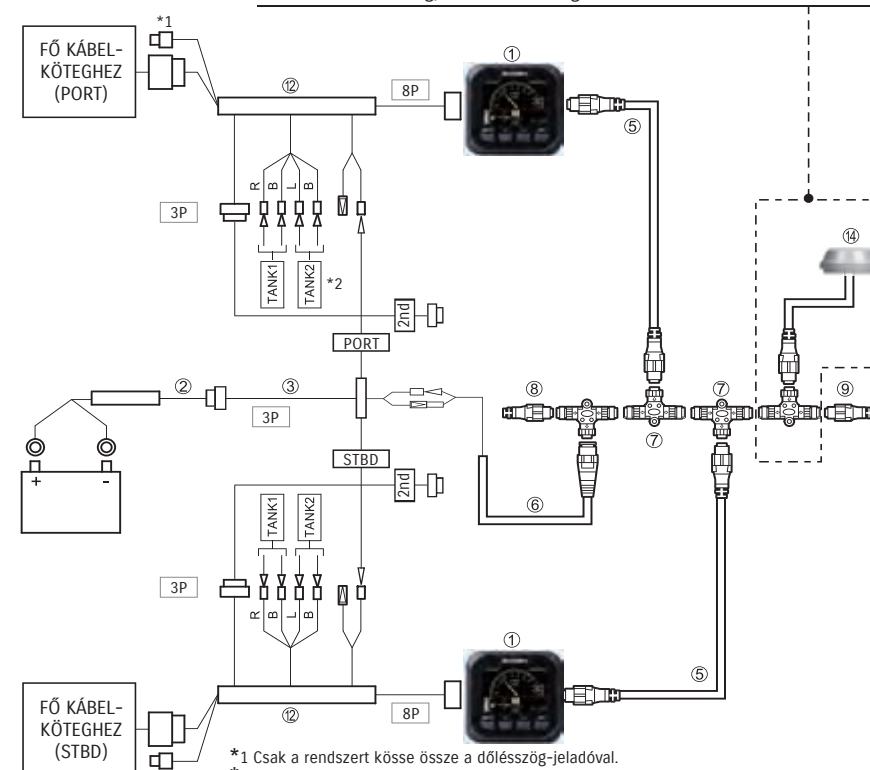 *1
FŐ KÁBEL-
KÖTEGHEZ
(PORT)
⑫
8P
①
⑤
3P
R
B
L
B
TANK1
TANK2
*2
2nd
PORT
⑭
②
③
3P
⑧
⑦
⑦
⑨
STBD
2nd
⑥
TANK1
TANK2
3P
R
B
L
B
+
-
①
⑤
8P
⑫
FŐ KÁBEL-
KÖTEGHEZ
(STBD)
*1 Csak a rendszert kösse össze a dőlésszög-jeladóval.
*